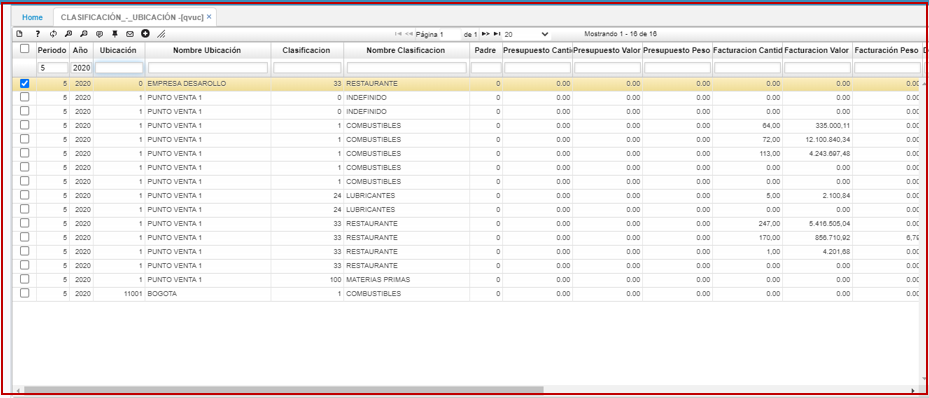 Home CLASIFICACIÓN_-_UBICACIÓN -[qvuc] ×
Página 1 de 1 20 Mostrando 1 - 16 de 16
Periodo Año Ubicación Nombre Ubicación Clasificacion Nombre Clasificacion Padre Presupuesto Canti Presupuesto Valor Presupuesto Peso Facturacion Cantid Facturacion Valor Facturación Peso
5 2020
5 2020 0 EMPRESA DESAROLLO 33 RESTAURANTE 0 0.00 0.00 0.00 0.00 0.00 0.00
5 2020 1 PUNTO VENTA 1 0 INDEFINIDO 0 0.00 0.00 0.00 0.00 0.00 0.00
5 2020 1 PUNTO VENTA 1 0 INDEFINIDO 0 0.00 0.00 0.00 0.00 0.00 0.00
5 2020 1 PUNTO VENTA 1 1 COMBUSTIBLES 0 0.00 0.00 0.00 64,00 335.000,11 0.00
5 2020 1 PUNTO VENTA 1 1 COMBUSTIBLES 0 0.00 0.00 0.00 72,00 12.100.840,34 0.00
5 2020 1 PUNTO VENTA 1 1 COMBUSTIBLES 0 0.00 0.00 0.00 113,00 4.243.697,48 0.00
5 2020 1 PUNTO VENTA 1 1 COMBUSTIBLES 0 0.00 0.00 0.00 0.00 0.00 0.00
5 2020 1 PUNTO VENTA 1 1 COMBUSTIBLES 0 0.00 0.00 0.00 0.00 0.00 0.00
5 2020 1 PUNTO VENTA 1 24 LUBRICANTES 0 0.00 0.00 0.00 5,00 2.100,84 0.00
5 2020 1 PUNTO VENTA 1 24 LUBRICANTES 0 0.00 0.00 0.00 0.00 0.00 0.00
5 2020 1 PUNTO VENTA 1 33 RESTAURANTE 0 0.00 0.00 0.00 247,00 5.416.505,04 0.00
5 2020 1 PUNTO VENTA 1 33 RESTAURANTE 0 0.00 0.00 0.00 170,00 856.710,92 6,79
5 2020 1 PUNTO VENTA 1 33 RESTAURANTE 0 0.00 0.00 0.00 1,00 4.201,68 0.00
5 2020 1 PUNTO VENTA 1 33 RESTAURANTE 0 0.00 0.00 0.00 0.00 0.00 0.00
5 2020 1 PUNTO VENTA 1 100 MATERIAS PRIMAS 0 0.00 0.00 0.00 0.00 0.00 0.00
5 2020 11001 BOGOTA 1 COMBUSTIBLES 0 0.00 0.00 0.00 0.00 0.00 0.00